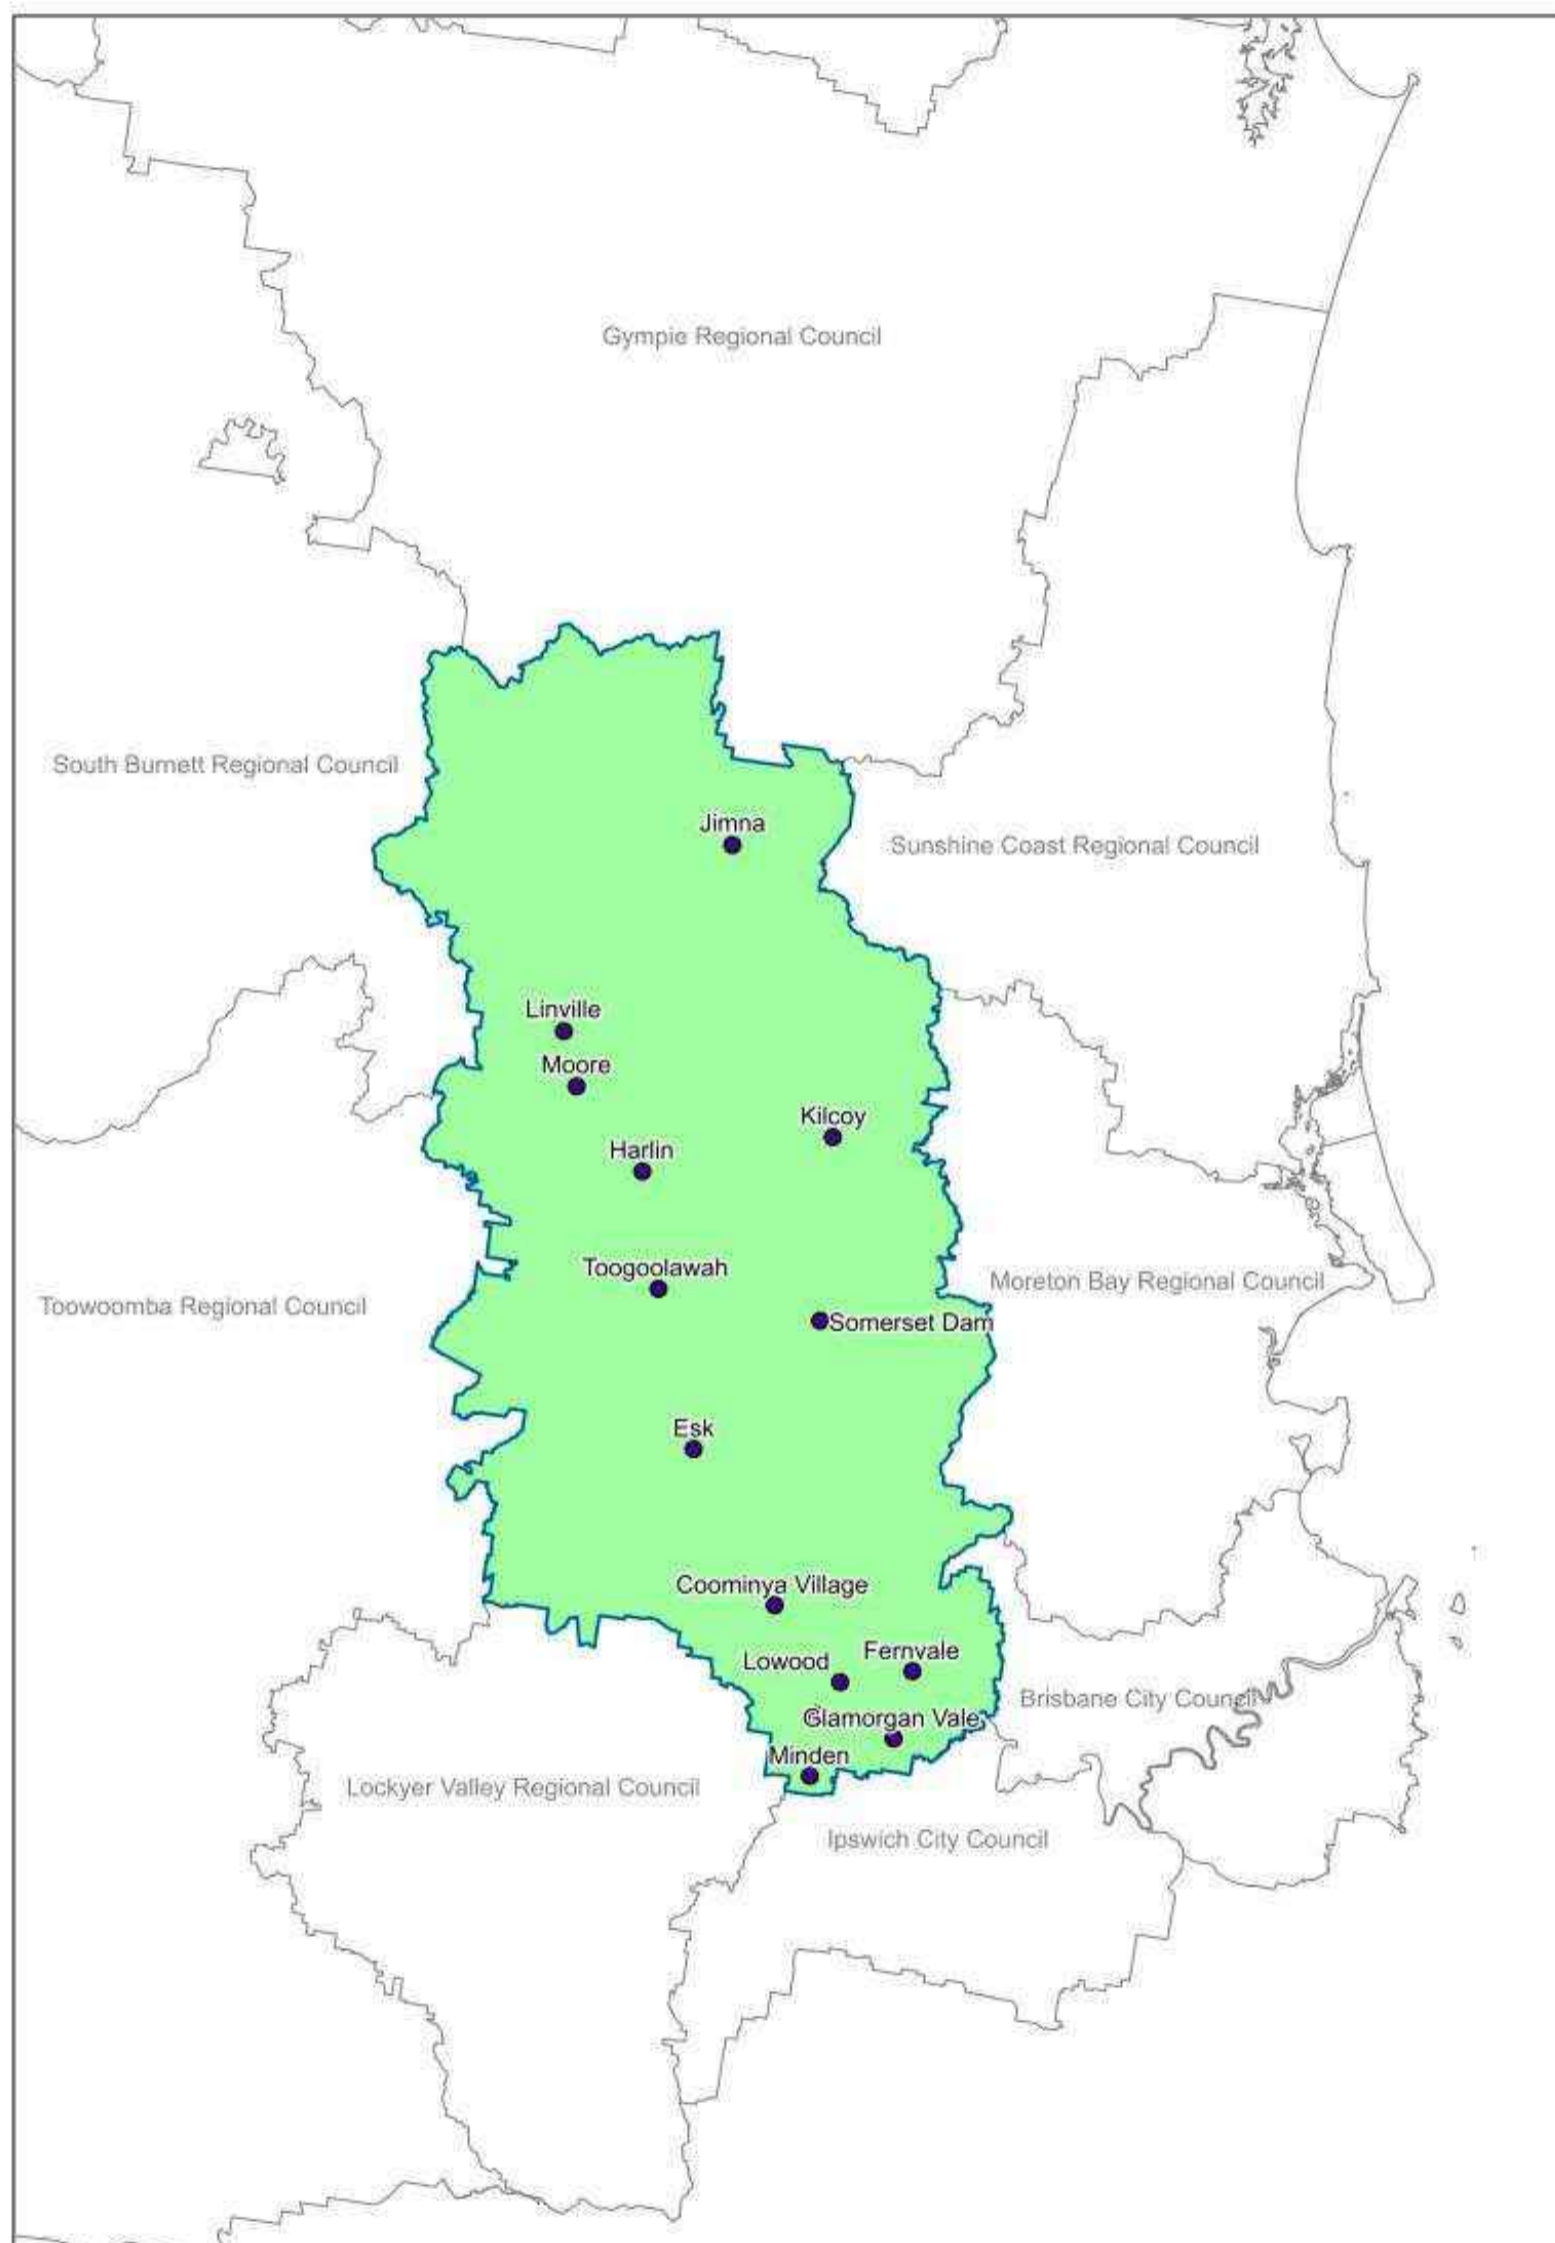 Gympie Regional Council
South Burnett Regional Council
Jimna
Sunshine Coast Regional Council
Linville
Moore
Kilcoy
Harlin
Toogoolawah
Moreton Bay Regional Council
Toowoomba Regional Council
Somerset Dam
Esk
Coominya Village
Fernvale
Lowood
Brisbane City Council
Glamorgan Vale
Minden
Lockyer Valley Regional Council
Ipswich City Council